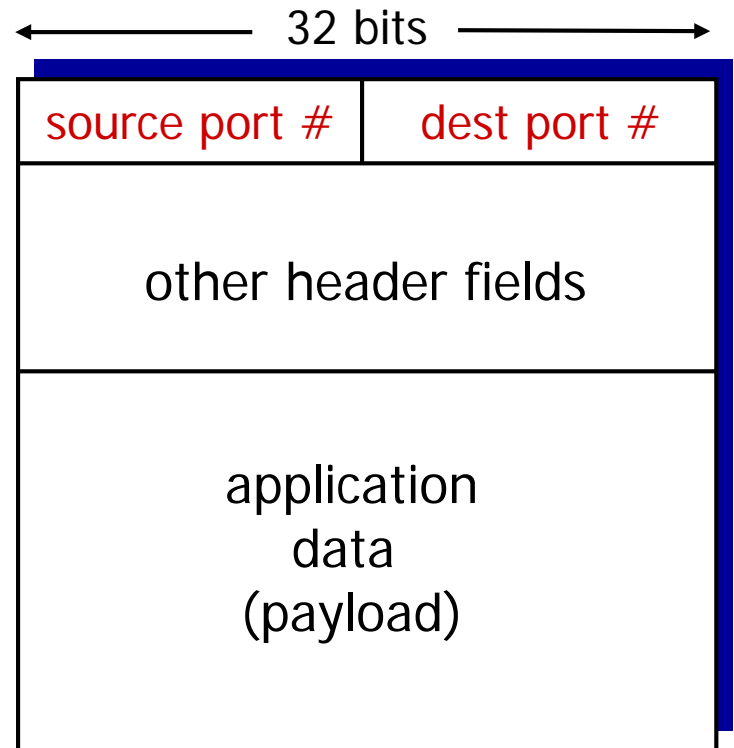 32 bits
source port #
dest port #
other header fields
application
data
(payload)